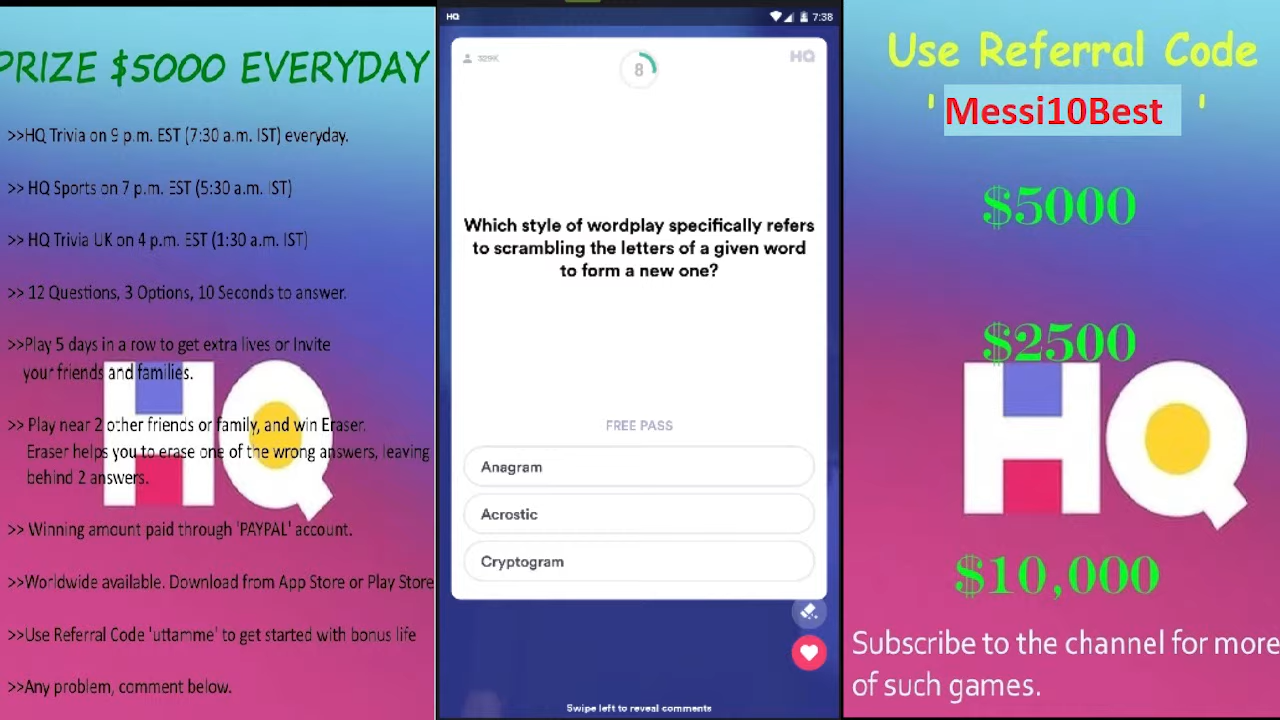 PRIZE $5000 EVERYDAY
>>HQ Trivia on 9 p.m. EST (7:30 a.m. IST) everyday.
>> HQ Sports on 7 p.m. EST (5:30 a.m. IST)
>> HQ Trivia UK on 4 p.m. EST (1:30 a.m. IST)
>> 12 Questions, 3 Options, 10 Seconds to answer.
>>Play 5 days in a row to get extra lives or Invite
your friends and families.
>> Play near 2 other friends or family, and win Eraser.
Eraser helps you to erase one of the wrong answers, leaving
behind 2 answers.
>> Winning amount paid through 'PAYPAL' account.
>>Worldwide available. Download from App Store or Play Store
>>Use Referral Code 'uttamme' to get started with bonus life
>>Any problem, comment below.
HQ
HQ
7:38
329K
8
HQ
Which style of wordplay specifically refers
to scrambling the letters of a given word
to form a new one?
FREE PASS
Anagram
Acrostic
Cryptogram
Swipe left to reveal comments
Use Referral Code
' Messi10Best '
$5000
$2500
HQ
$10,000
Subscribe to the channel for more
of such games.